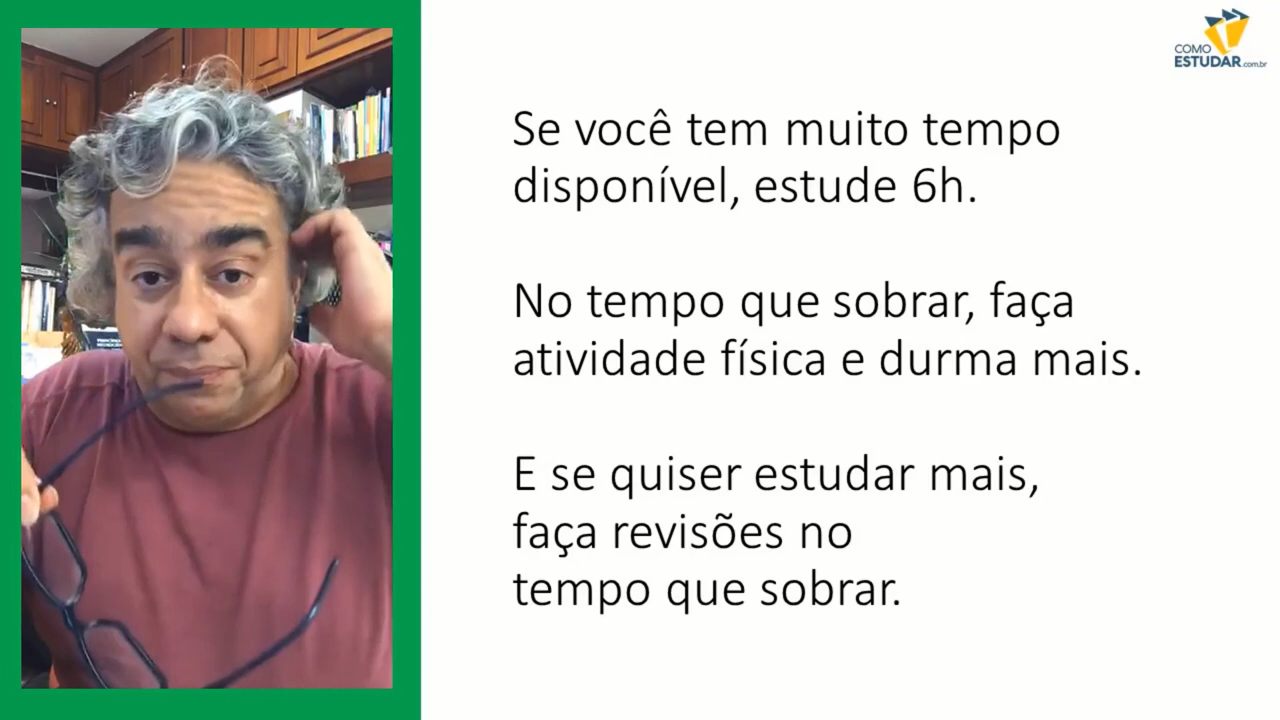 COMO
ESTUDAR.com.br
Se você tem muito tempo
disponível, estude 6h.
No tempo que sobrar, faça
atividade física e durma mais.
E se quiser estudar mais,
faça revisões no
tempo que sobrar.